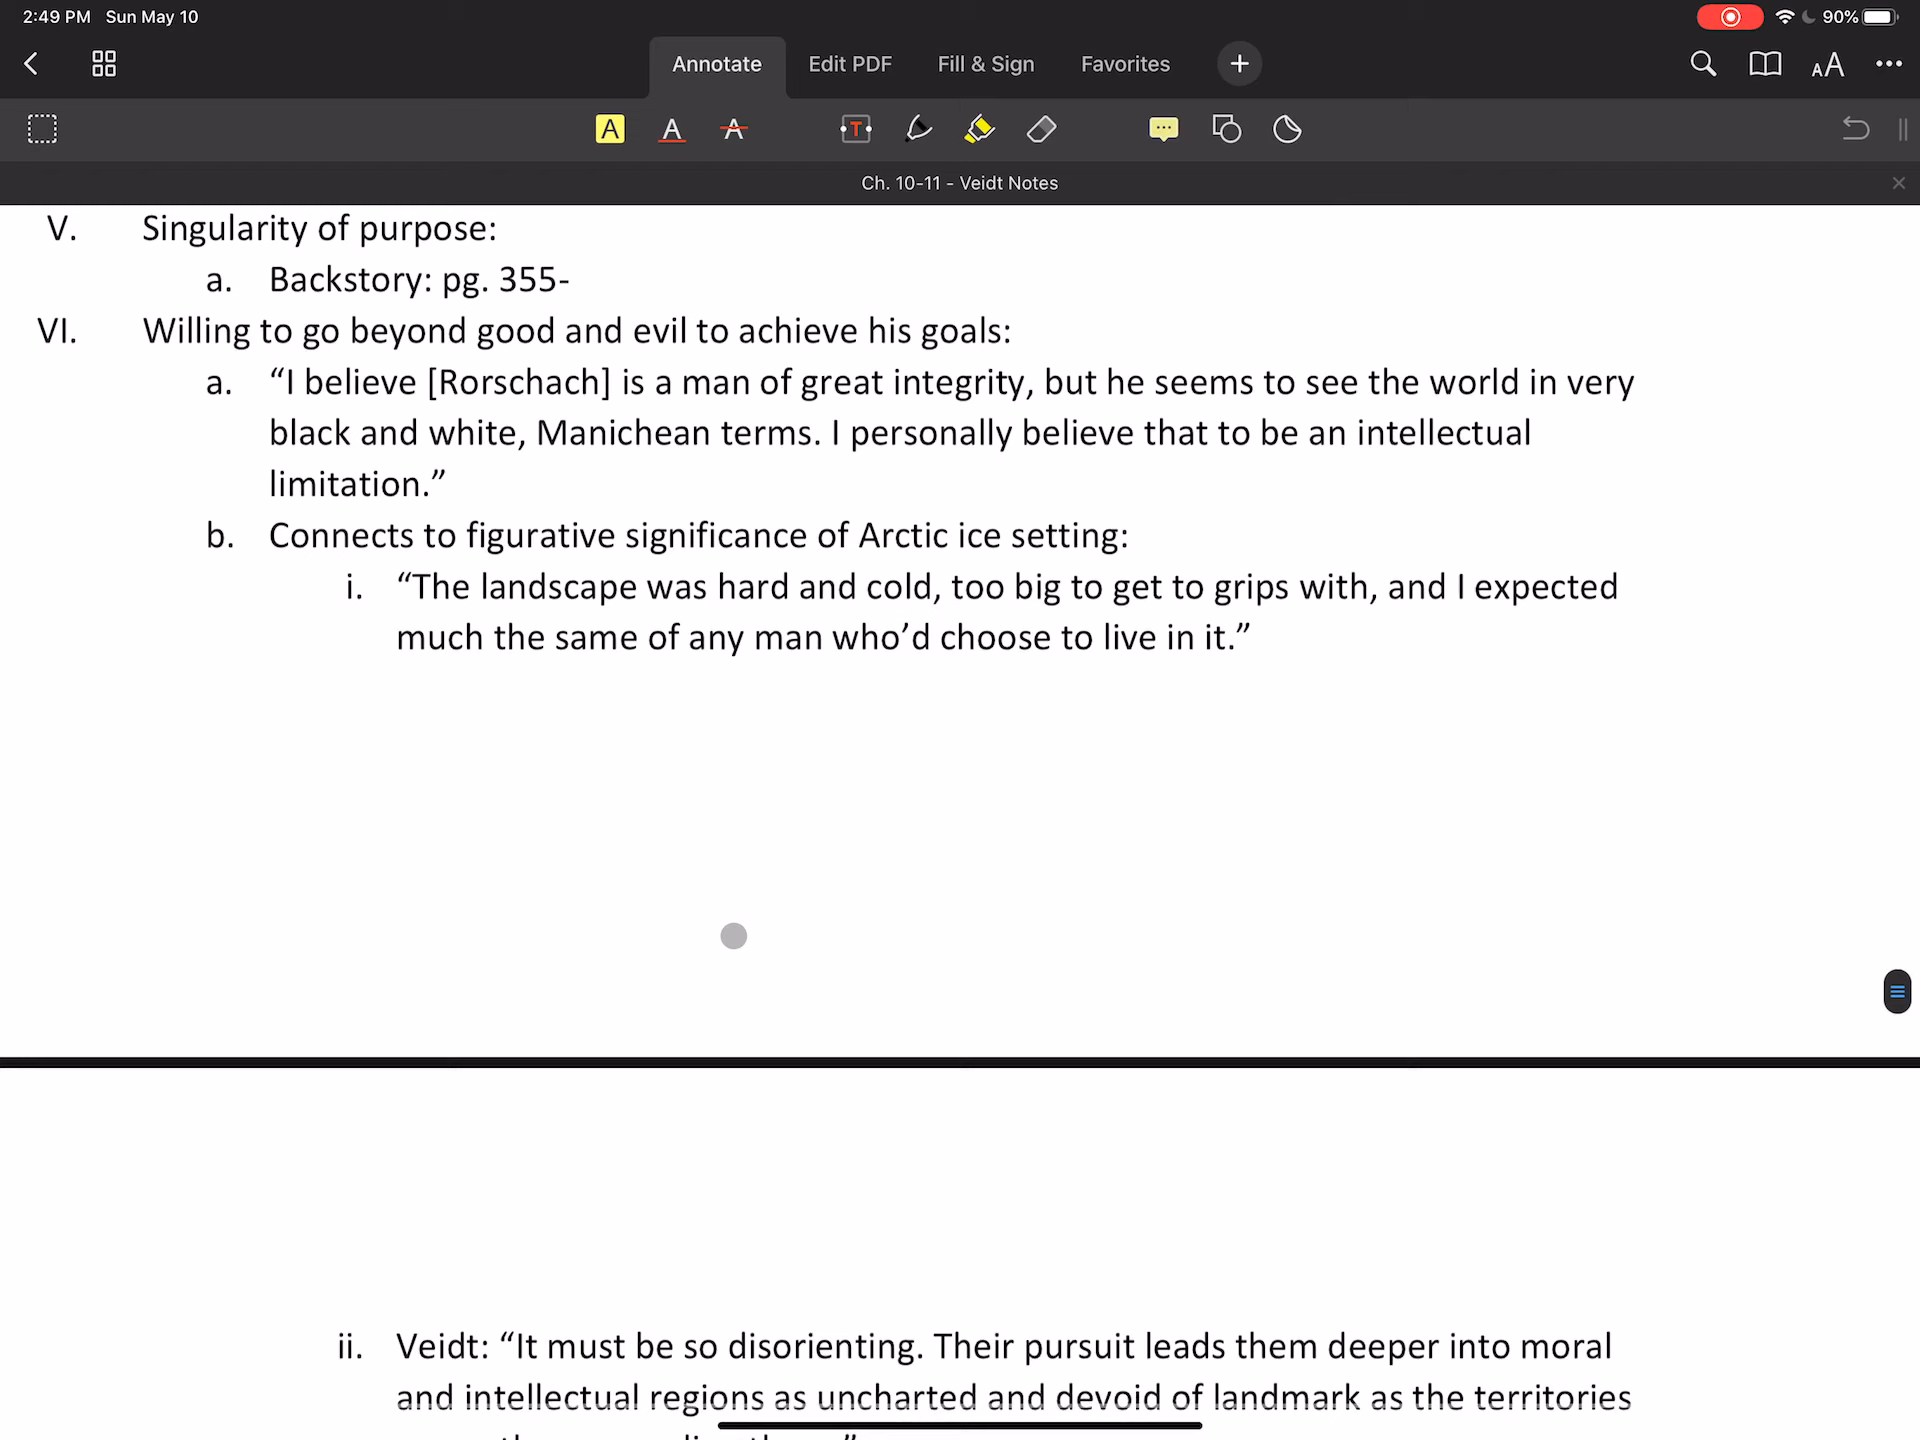 2:49 PM Sun May 10
90%
Annotate Edit PDF Fill & Sign Favorites
AA
A A A T
Ch. 10-11 - Veidt Notes
V. Singularity of purpose:
a. Backstory: pg. 355-
VI. Willing to go beyond good and evil to achieve his goals:
a. “I believe [Rorschach] is a man of great integrity, but he seems to see the world in very
black and white, Manichean terms. I personally believe that to be an intellectual
limitation.”
b. Connects to figurative significance of Arctic ice setting:
i. “The landscape was hard and cold, too big to get to grips with, and I expected
much the same of any man who’d choose to live in it.”
ii. Veidt: “It must be so disorienting. Their pursuit leads them deeper into moral
and intellectual regions as uncharted and devoid of landmark as the territories